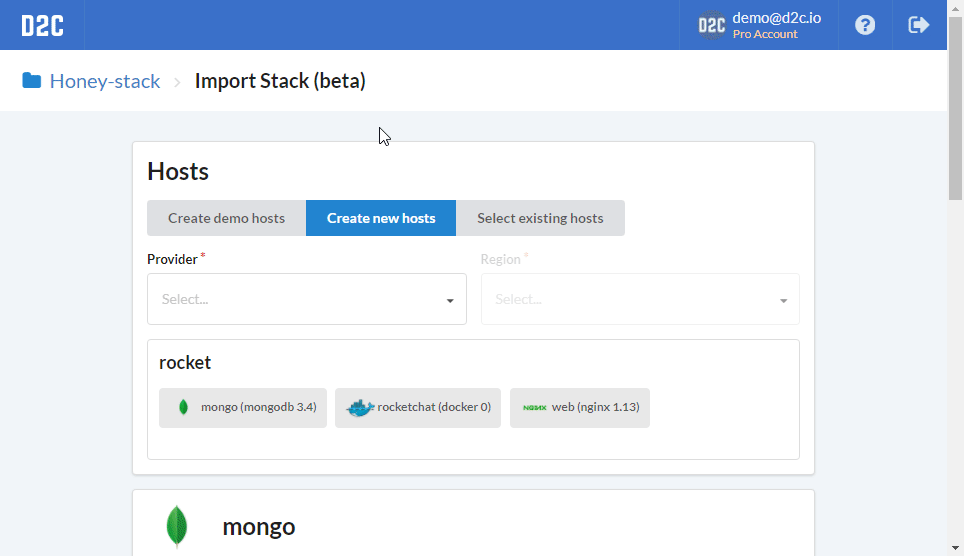 D2C
D2C
demo@d2c.io
Pro Account
?
Honey-stack > Import Stack (beta)
Hosts
Create demo hosts
Create new hosts
Select existing hosts
Provider *
Region *
Select...
Select...
rocket
mongo (mongodb 3.4)
rocketchat (docker 0)
NGINX web (nginx 1.13)
mongo